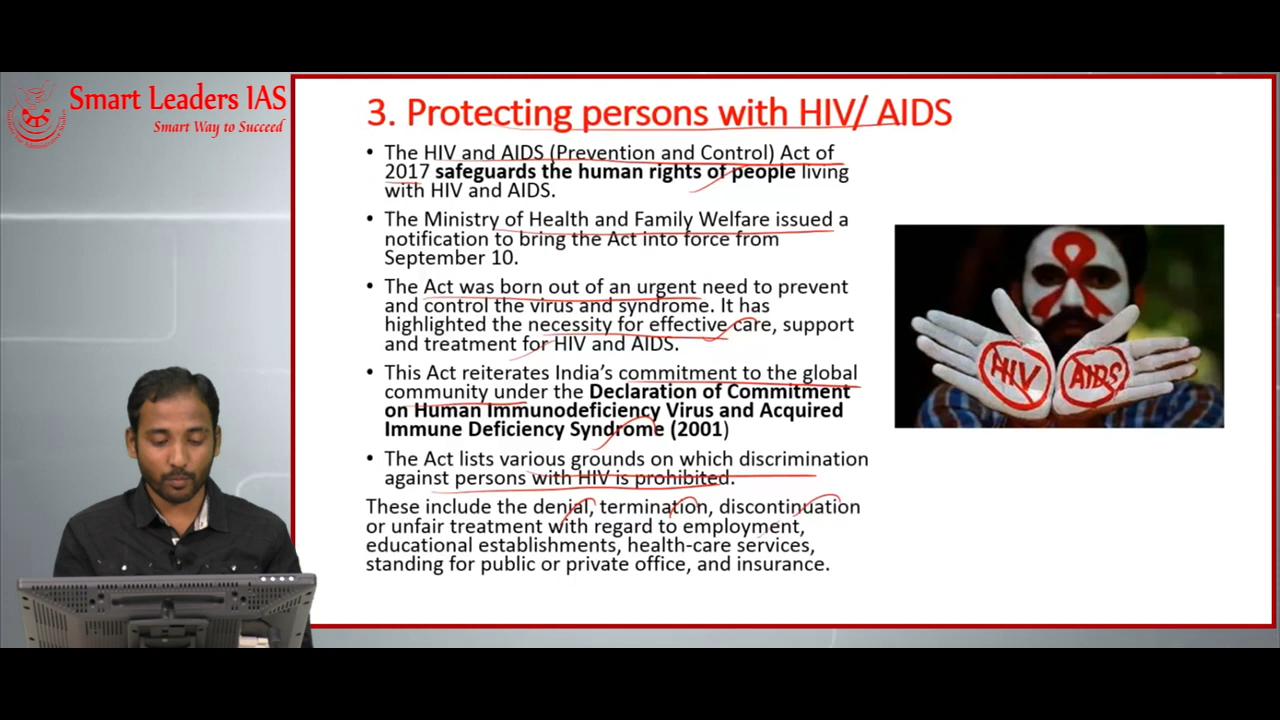 Smart Leaders IAS
Smart Way to Succeed
3. Protecting persons with HIV/ AIDS
• The HIV and AIDS (Prevention and Control) Act of
2017 safeguards the human rights of people living
with HIV and AIDS.
• The Ministry of Health and Family Welfare issued a
notification to bring the Act into force from
September 10.
• The Act was born out of an urgent need to prevent
and control the virus and syndrome. It has
highlighted the necessity for effective care, support
and treatment for HIV and AIDS.
• This Act reiterates India's commitment to the global
community under the Declaration of Commitment
on Human Immunodeficiency Virus and Acquired
Immune Deficiency Syndrome (2001)
• The Act lists various grounds on which discrimination
against persons with HIV is prohibited.
These include the denial, termination, discontinuation
or unfair treatment with regard to employment,
educational establishments, health-care services,
standing for public or private office, and insurance.
HIV AIDS